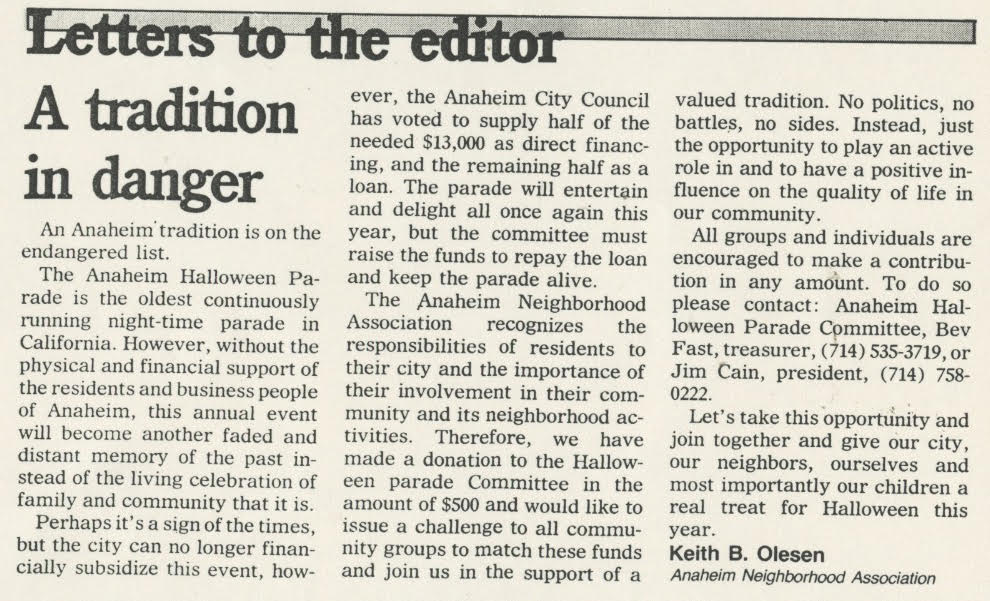 Letters to the editor
A tradition
in danger
An Anaheim tradition is on the
endangered list.
The Anaheim Halloween Pa-
rade is the oldest continuously
running night-time parade in
California. However, without the
physical and financial support of
the residents and business people
of Anaheim, this annual event
will become another faded and
distant memory of the past in-
stead of the living celebration of
family and community that it is.
Perhaps it's a sign of the times,
but the city can no longer finan-
cially subsidize this event, how-
ever, the Anaheim City Council
has voted to supply half of the
needed $13,000 as direct financ-
ing, and the remaining half as a
loan. The parade will entertain
and delight all once again this
year, but the committee must
raise the funds to repay the loan
and keep the parade alive.
The Anaheim Neighborhood
Association recognizes the
responsibilities of residents to
their city and the importance of
their involvement in their com-
munity and its neighborhood ac-
tivities. Therefore, we have
made a donation to the Hallow-
een parade Committee in the
amount of $500 and would like to
issue a challenge to all commu-
nity groups to match these funds
and join us in the support of a
valued tradition. No politics, no
battles, no sides. Instead, just
the opportunity to play an active
role in and to have a positive in-
fluence on the quality of life in
our community.
All groups and individuals are
encouraged to make a contribu-
tion in any amount. To do so
please contact: Anaheim Hal-
loween Parade Committee, Bev
Fast, treasurer, (714) 535-3719, or
Jim Cain, president, (714) 758-
0222.
Let's take this opportunity and
join together and give our city,
our neighbors, ourselves and
most importantly our children a
real treat for Halloween this
year.
Keith B. Olesen
Anaheim Neighborhood Association